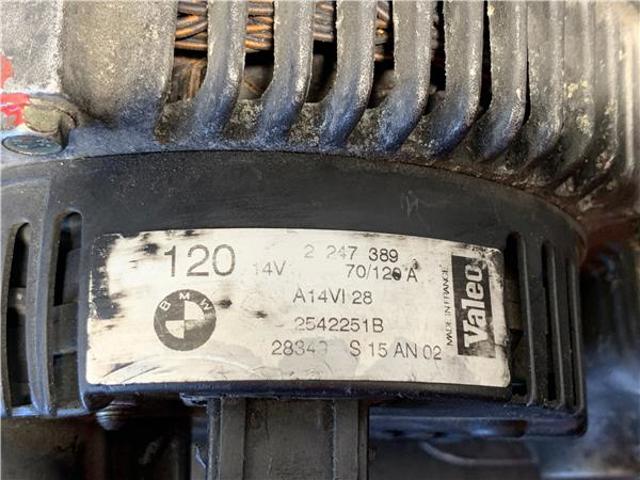 120 14V 2 247 389
70/120 A
BMW
A14VI 28
2542251B
S 15 AN 02
MADE IN FRANCE
Valeo